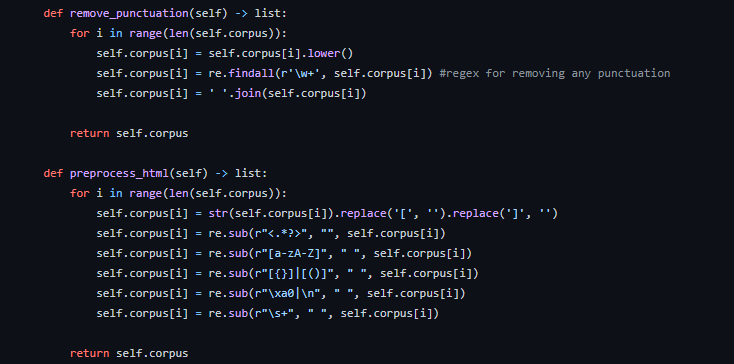 def remove_punctuation(self) -> list:
    for i in range(len(self.corpus)):
        self.corpus[i] = self.corpus[i].lower()
        self.corpus[i] = re.findall(r'\w+', self.corpus[i]) #regex for removing any punctuation
        self.corpus[i] = ' '.join(self.corpus[i])

    return self.corpus

def preprocess_html(self) -> list:
    for i in range(len(self.corpus)):
        self.corpus[i] = str(self.corpus[i]).replace('[', '').replace(']', '')
        self.corpus[i] = re.sub(r"<.*?>", "", self.corpus[i])
        self.corpus[i] = re.sub(r"[a-zA-Z]", " ", self.corpus[i])
        self.corpus[i] = re.sub(r"[{}]|[()]", " ", self.corpus[i])
        self.corpus[i] = re.sub(r"\xa0|\n", " ", self.corpus[i])
        self.corpus[i] = re.sub(r"\s+", " ", self.corpus[i])

    return self.corpus